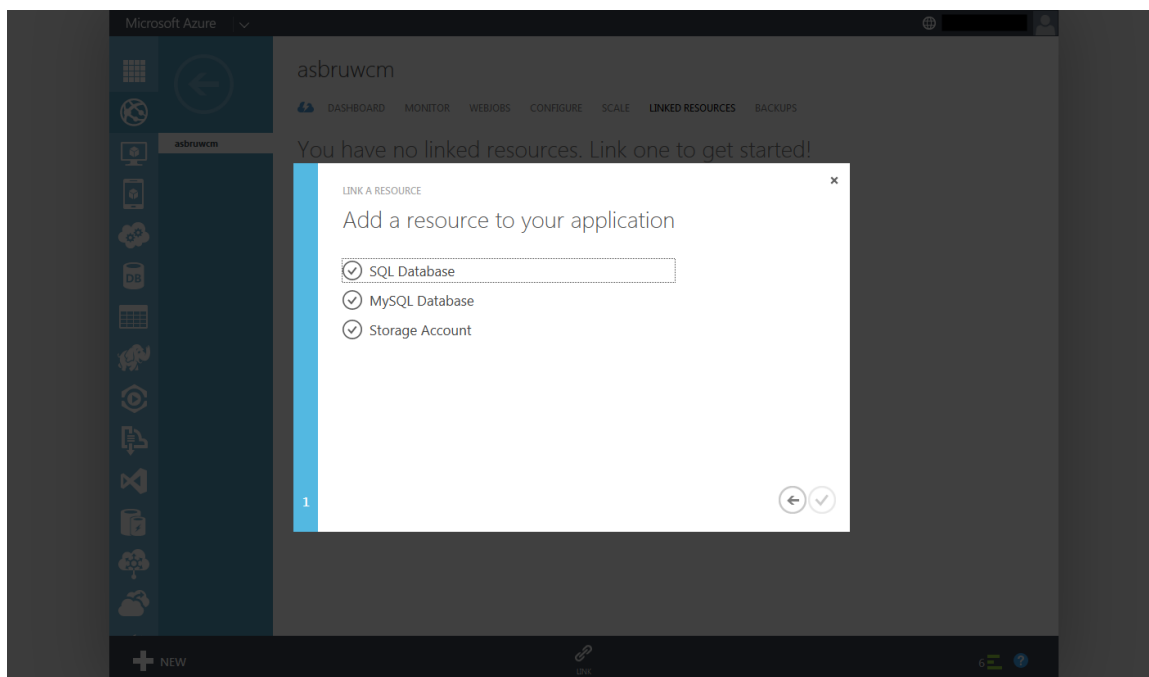 Microsoft Azure
asbruwcm
DASHBOARD MONITOR WEBJOBS CONFIGURE SCALE LINKED RESOURCES BACKUPS
asbruwcm
You have no linked resources. Link one to get started!
LINK A RESOURCE
Add a resource to your application
SQL Database
DB
MySQL Database
Storage Account
1
NEW
LINK
6
?